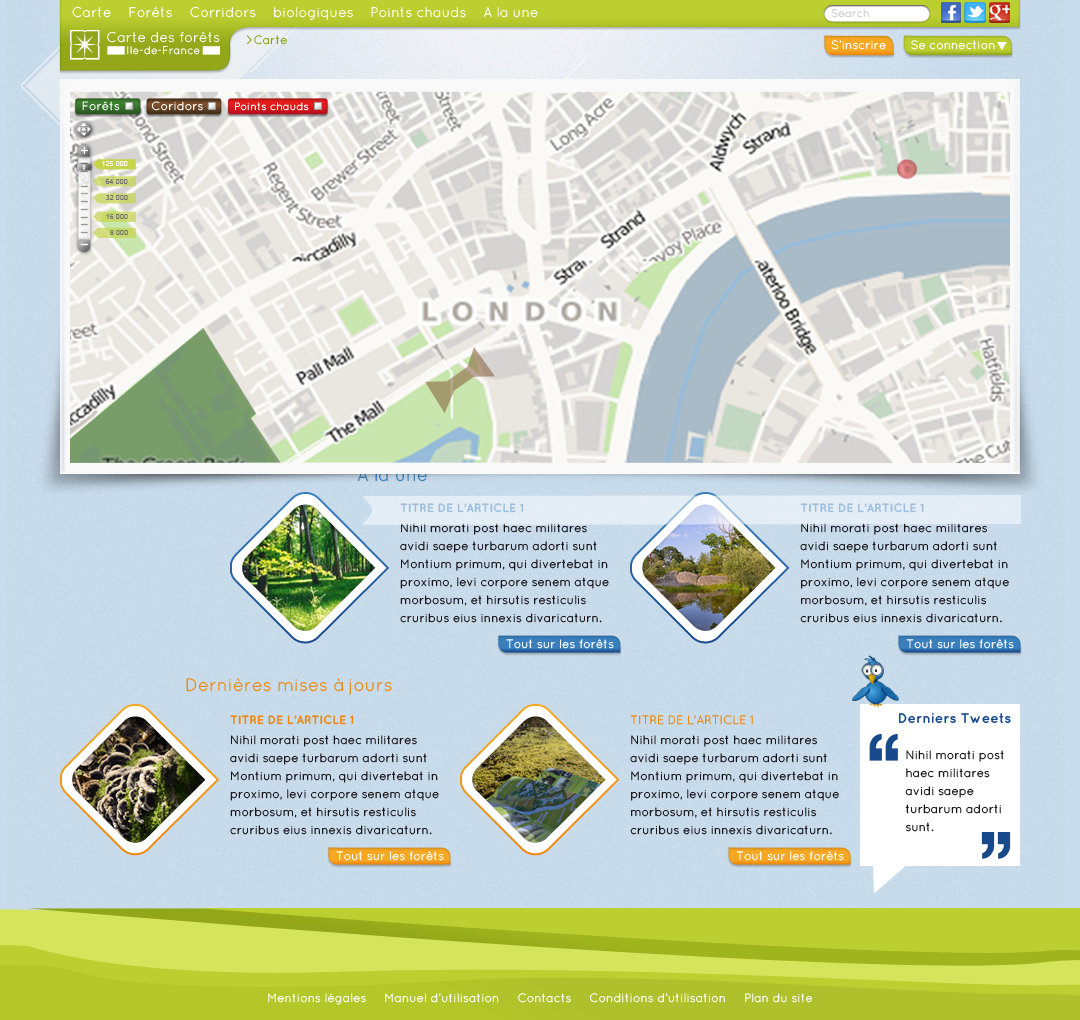 Carte Forêts Corridors biologiques Points chauds A la une
Search
Carte des forêts
Ile-de-France
>Carte
S'inscrire
Se connection
Forêts
Coridors
Points chauds
125 000
64 000
32 000
16 000
8 000
Bond Street
Regent Street
Brewer Street
Long Acre
Aldwych
Strand
Piccadilly
Strand
Strand
Savoy Place
Waterloo Bridge
LONDON
Pall Mall
The Mall
Piccadilly
The Green Park
Hatfields
The Cut
A la une
TITRE DE L'ARTICLE 1
Nihil morati post haec militares
avidi saepe turbarum adorti sunt
Montium primum, qui divertebat in
proximo, levi corpore senem atque
morbosum, et hirsutis resticulis
cruribus eius innexis divaricaturn.
Tout sur les forêts
TITRE DE L'ARTICLE 1
Nihil morati post haec militares
avidi saepe turbarum adorti sunt
Montium primum, qui divertebat in
proximo, levi corpore senem atque
morbosum, et hirsutis resticulis
cruribus eius innexis divaricaturn.
Tout sur les forêts
Dernières mises à jours
TITRE DE L'ARTICLE 1
Nihil morati post haec militares
avidi saepe turbarum adorti sunt
Montium primum, qui divertebat in
proximo, levi corpore senem atque
morbosum, et hirsutis resticulis
cruribus eius innexis divaricaturn.
Tout sur les forêts
TITRE DE L'ARTICLE 1
Nihil morati post haec militares
avidi saepe turbarum adorti sunt
Montium primum, qui divertebat in
proximo, levi corpore senem atque
morbosum, et hirsutis resticulis
cruribus eius innexis divaricaturn.
Tout sur les forêts
Derniers Tweets
Nihil morati post
haec militares
avidi saepe
turbarum adorti
sunt.
Mentions légales Manuel d'utilisation Contacts Conditions d'utilisation Plan du site